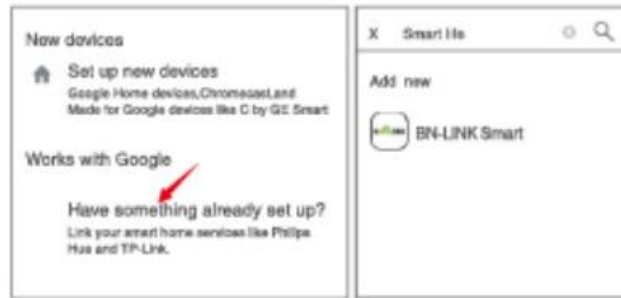 New devices
Set up new devices
Google Home devices,Chromecast,and
Made for Google devices like C by GE Smart
Works with Google
Have something already set up?
Link your smart home services like Philips
Hue and TP-Link.
X Smart life
Add new
BN-LINK Smart